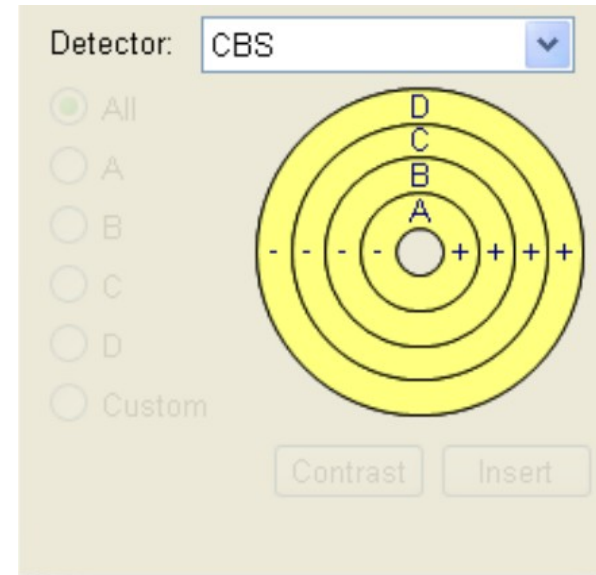 Detector: CBS
All
A
B
C
D
Custom
D
C
B
A
- - - - + + + +
Contrast Insert